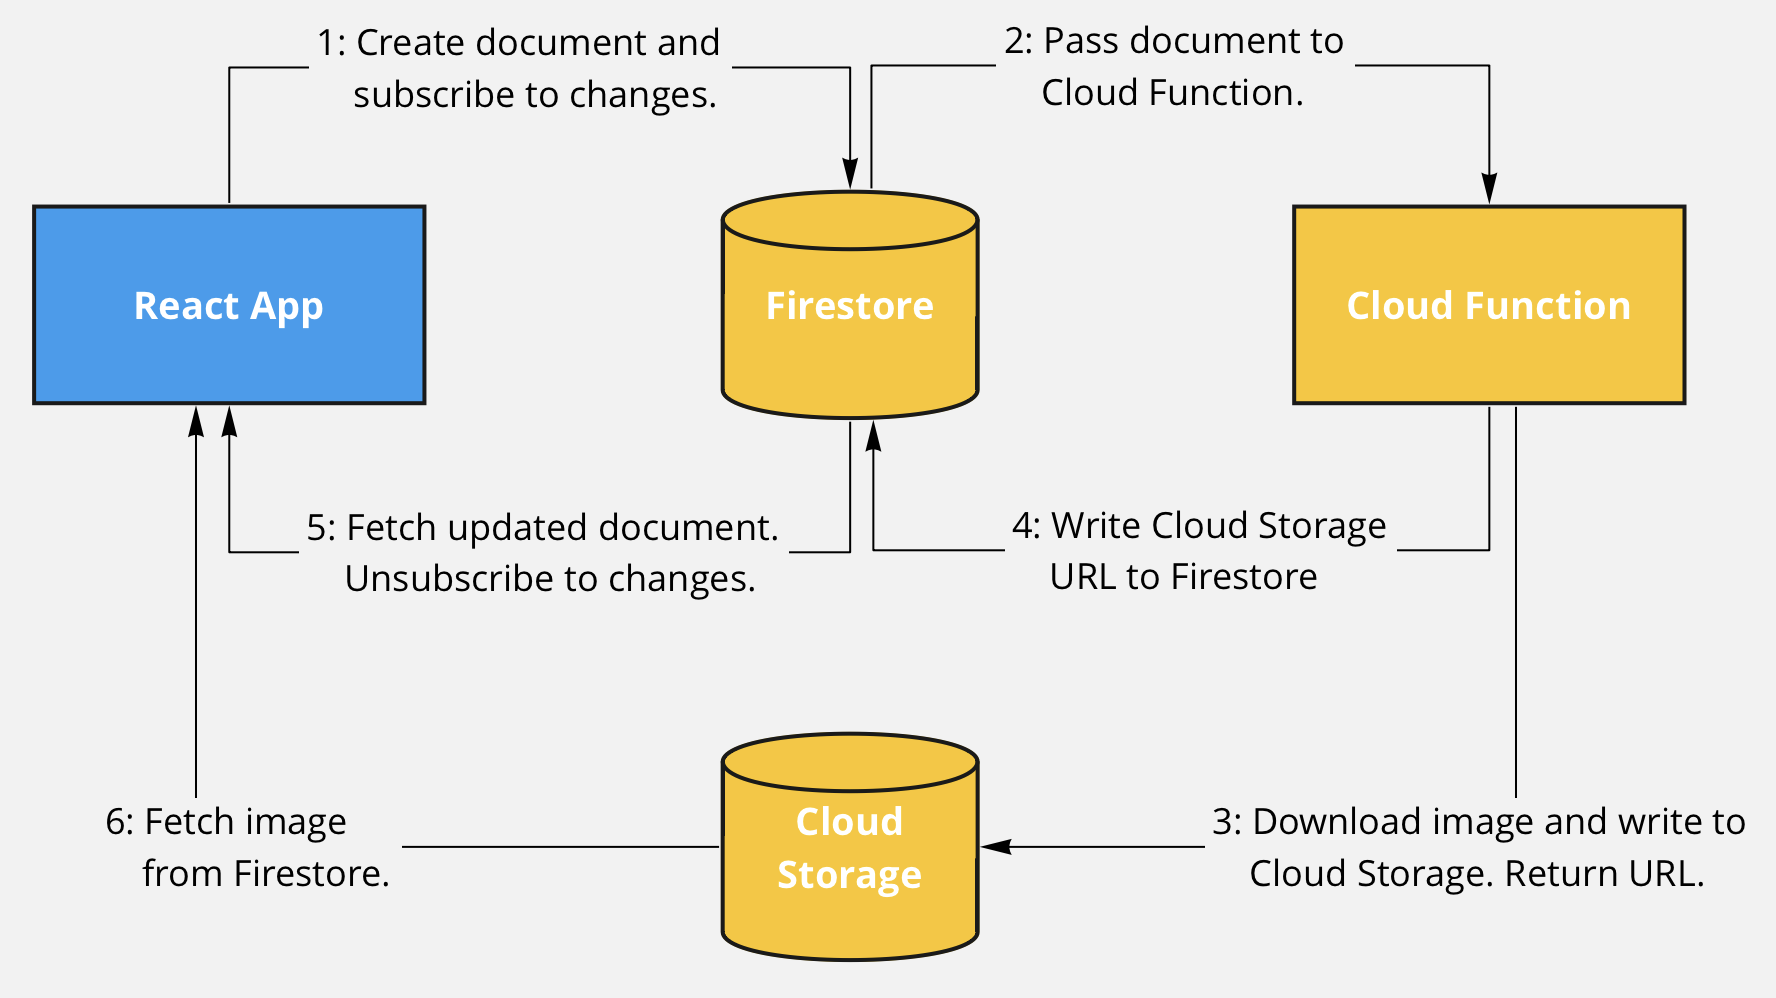 1: Create document and
subscribe to changes.
2: Pass document to
Cloud Function.
React App
Firestore
Cloud Function
5: Fetch updated document.
Unsubscribe to changes.
4: Write Cloud Storage
URL to Firestore
6: Fetch image
from Firestore.
Cloud
Storage
3: Download image and write to
Cloud Storage. Return URL.